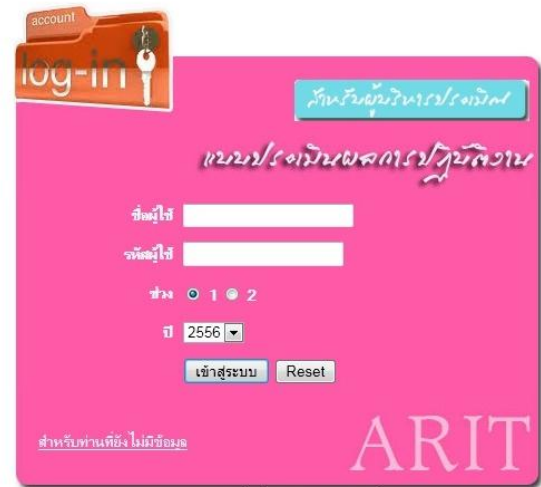 account
log-in
สำหรับผู้บริหารประเมิน
แบบประเมินผลการปฏิบัติงาน
ชื่อผู้ใช้
รหัสผู้ใช้
ช่วง 1 2
ปี 2556
เข้าสู่ระบบ Reset
สำหรับท่านที่ยังไม่มีข้อมูล
ARIT